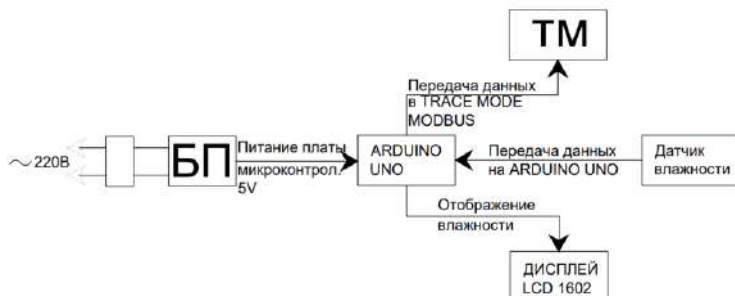 ТМ
Передача данных
в TRACE MODE
MODBUS
~220В
БП
Питание платы
микроконтрол.
5V
ARDUINO
UNO
Передача данных
на ARDUINO UNO
Датчик
влажности
Отображение
влажности
ДИСПЛЕЙ
LCD 1602